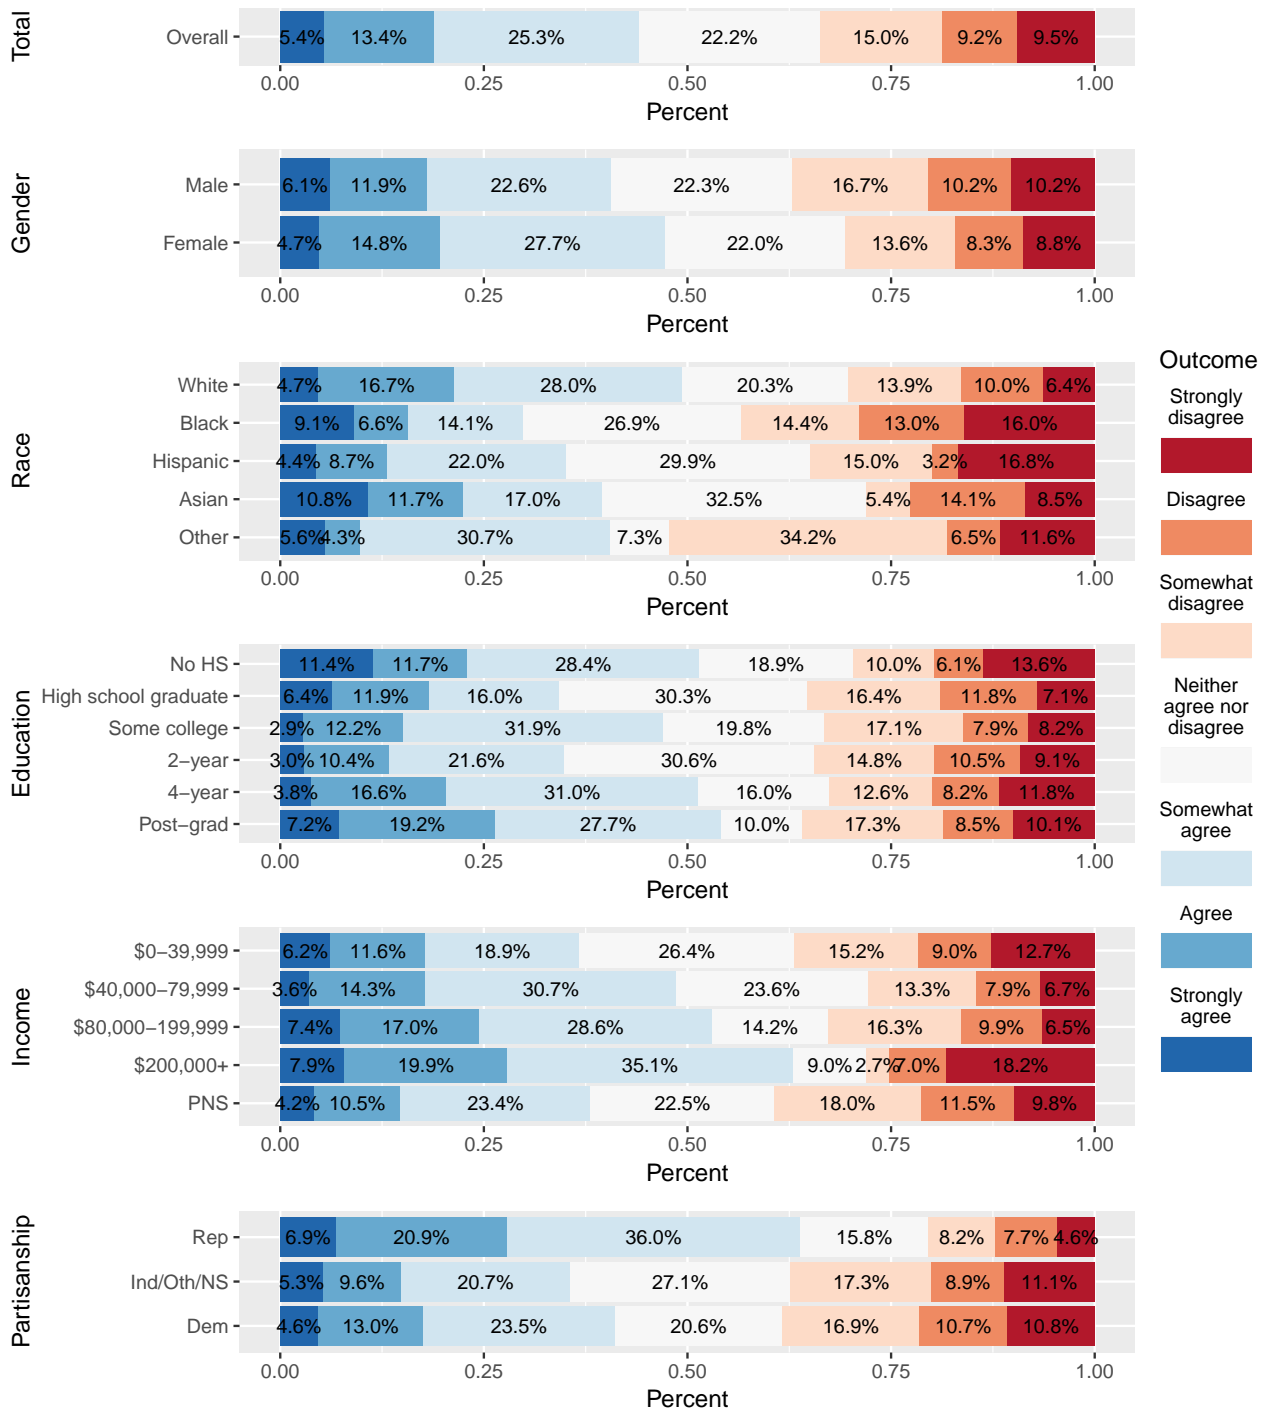 Total
Overall
5.4% 13.4% 25.3% 22.2% 15.0% 9.2% 9.5%
0.00 0.25 0.50 0.75 1.00
Percent
Gender
Male
6.1% 11.9% 22.6% 22.3% 16.7% 10.2% 10.2%
Female
4.7% 14.8% 27.7% 22.0% 13.6% 8.3% 8.8%
0.00 0.25 0.50 0.75 1.00
Percent
Race
White
4.7% 16.7% 28.0% 20.3% 13.9% 10.0% 6.4%
Black
9.1% 6.6% 14.1% 26.9% 14.4% 13.0% 16.0%
Hispanic
4.4% 8.7% 22.0% 29.9% 15.0% 3.2% 16.8%
Asian
10.8% 11.7% 17.0% 32.5% 5.4% 14.1% 8.5%
Other
5.6% 4.3% 30.7% 7.3% 34.2% 6.5% 11.6%
0.00 0.25 0.50 0.75 1.00
Percent
Education
No HS
11.4% 11.7% 28.4% 18.9% 10.0% 6.1% 13.6%
High school graduate
6.4% 11.9% 16.0% 30.3% 16.4% 11.8% 7.1%
Some college
2.9% 12.2% 31.9% 19.8% 17.1% 7.9% 8.2%
2−year
3.0% 10.4% 21.6% 30.6% 14.8% 10.5% 9.1%
4−year
3.8% 16.6% 31.0% 16.0% 12.6% 8.2% 11.8%
Post−grad
7.2% 19.2% 27.7% 10.0% 17.3% 8.5% 10.1%
0.00 0.25 0.50 0.75 1.00
Percent
Income
$0−39,999
6.2% 11.6% 18.9% 26.4% 15.2% 9.0% 12.7%
$40,000−79,999
3.6% 14.3% 30.7% 23.6% 13.3% 7.9% 6.7%
$80,000−199,999
7.4% 17.0% 28.6% 14.2% 16.3% 9.9% 6.5%
$200,000+
7.9% 19.9% 35.1% 9.0% 2.7% 7.0% 18.2%
PNS
4.2% 10.5% 23.4% 22.5% 18.0% 11.5% 9.8%
0.00 0.25 0.50 0.75 1.00
Percent
Partisanship
Rep
6.9% 20.9% 36.0% 15.8% 8.2% 7.7% 4.6%
Ind/Oth/NS
5.3% 9.6% 20.7% 27.1% 17.3% 8.9% 11.1%
Dem
4.6% 13.0% 23.5% 20.6% 16.9% 10.7% 10.8%
0.00 0.25 0.50 0.75 1.00
Percent
Outcome
Strongly
disagree
Disagree
Somewhat
disagree
Neither
agree nor
disagree
Somewhat
agree
Agree
Strongly
agree